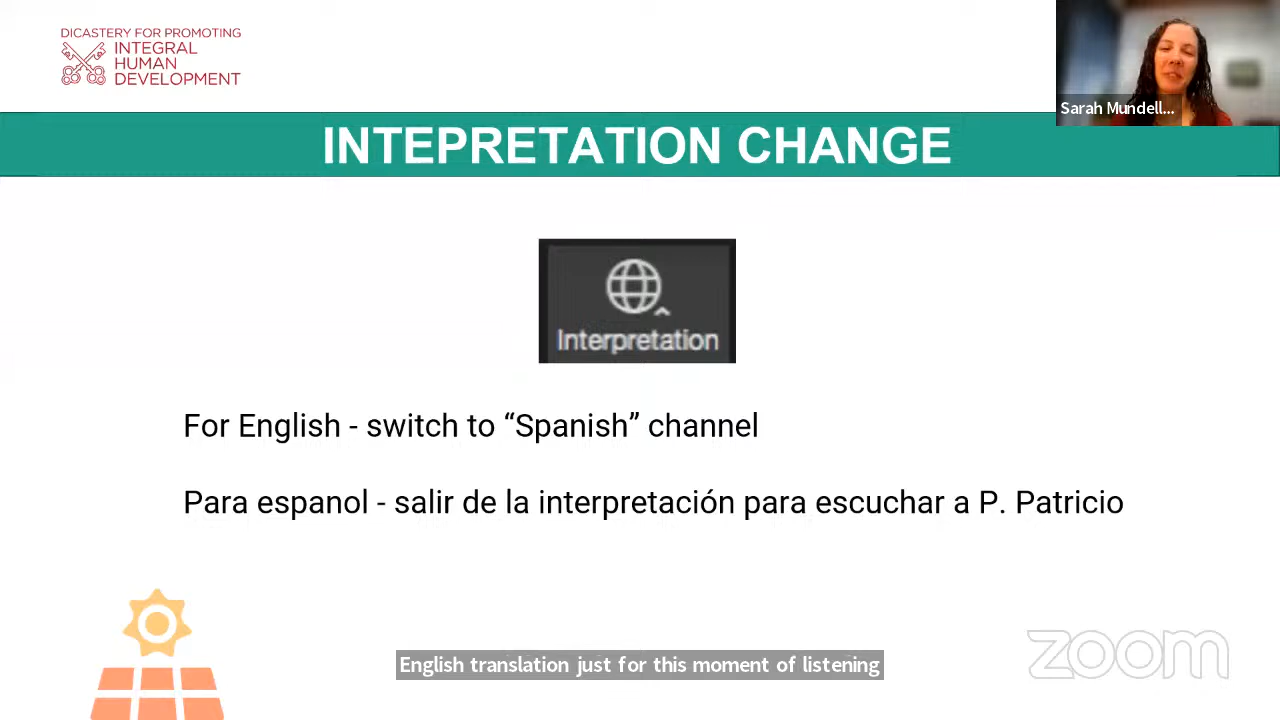 DICASTERY FOR PROMOTING
INTEGRAL
HUMAN
DEVELOPMENT
Sarah Mundell...
INTEPRETATION CHANGE
Interpretation
For English - switch to “Spanish” channel
Para espanol - salir de la interpretación para escuchar a P. Patricio
English translation just for this moment of listening
zoom